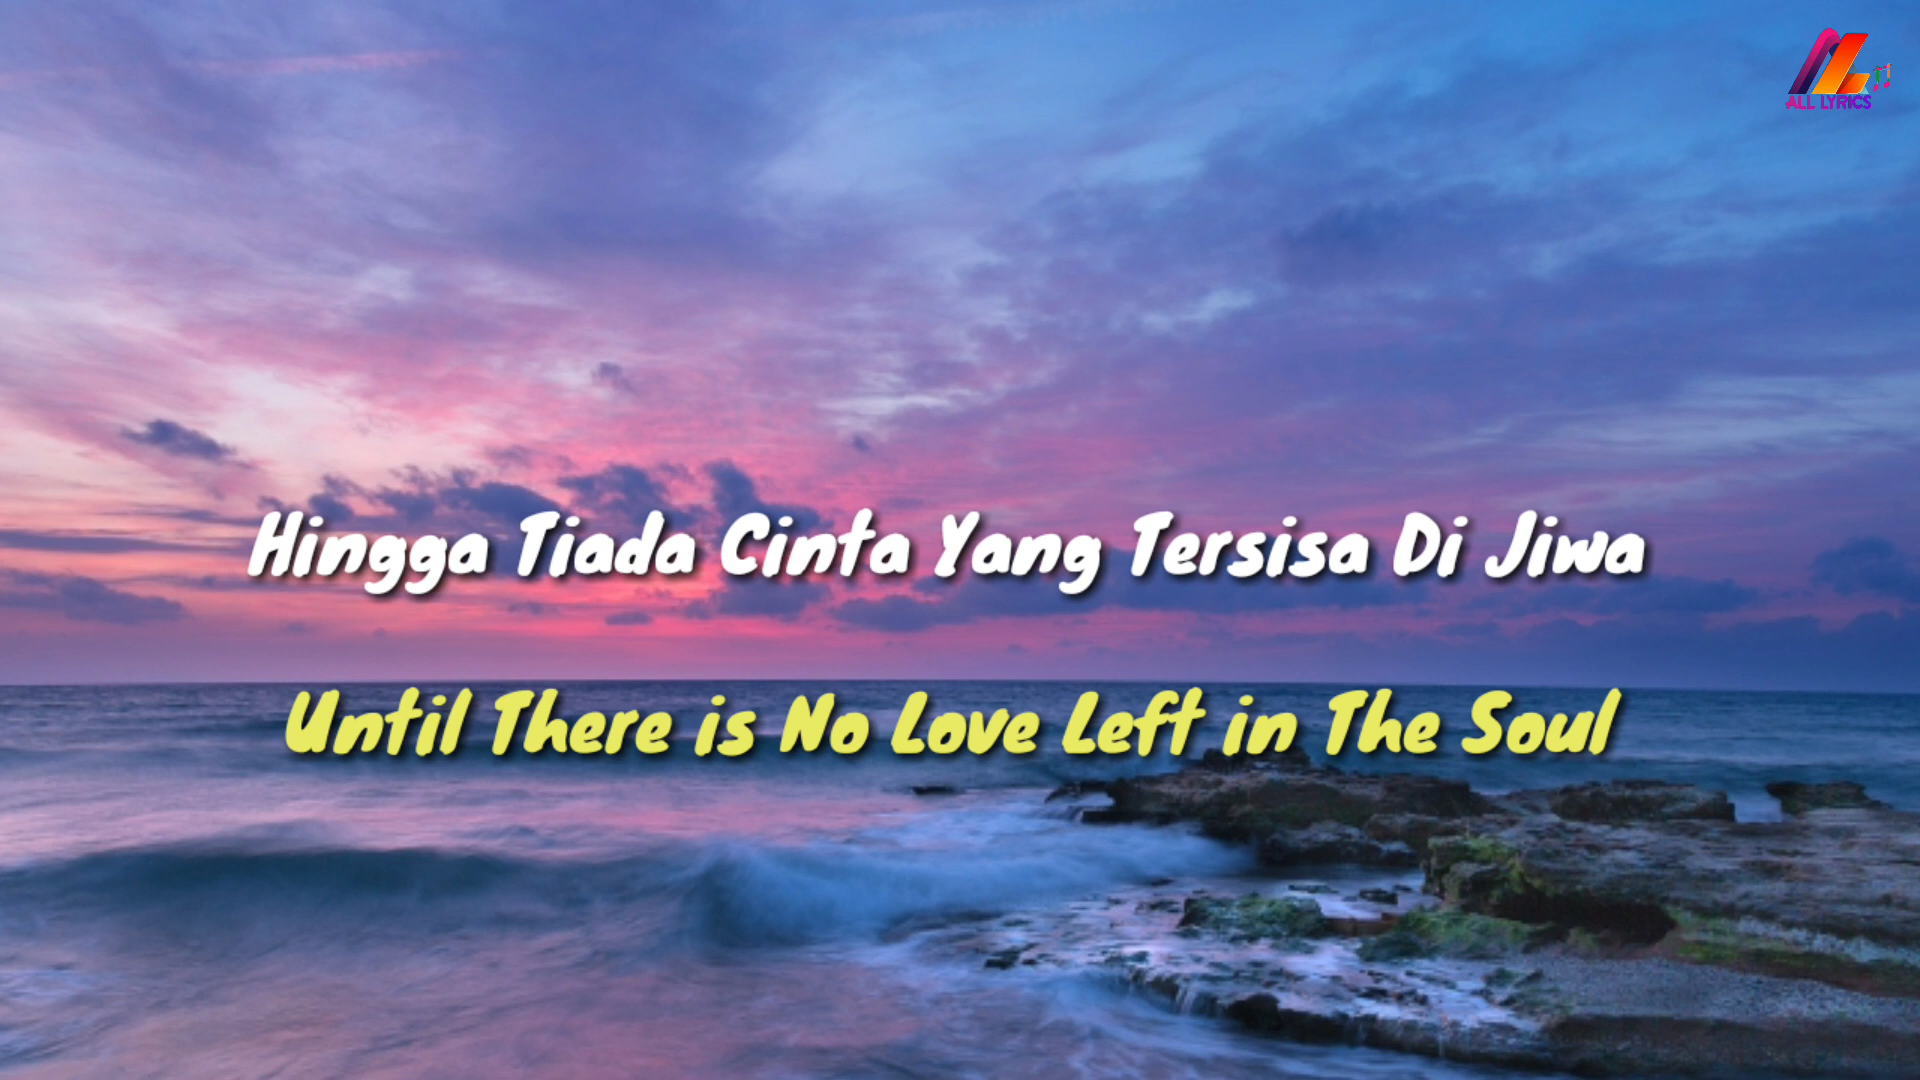 ALL LYRICS
Hingga Tiada Cinta Yang Tersisa Di Jiwa
Until There is No Love Left in The Soul